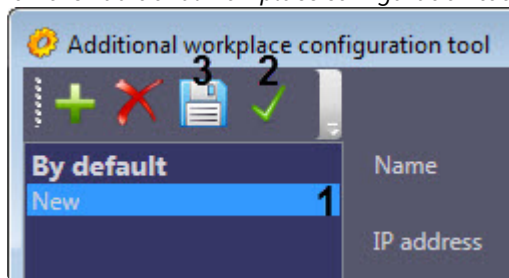 Additional workplace configuration tool
3 2
By default
Name
New
1
IP address